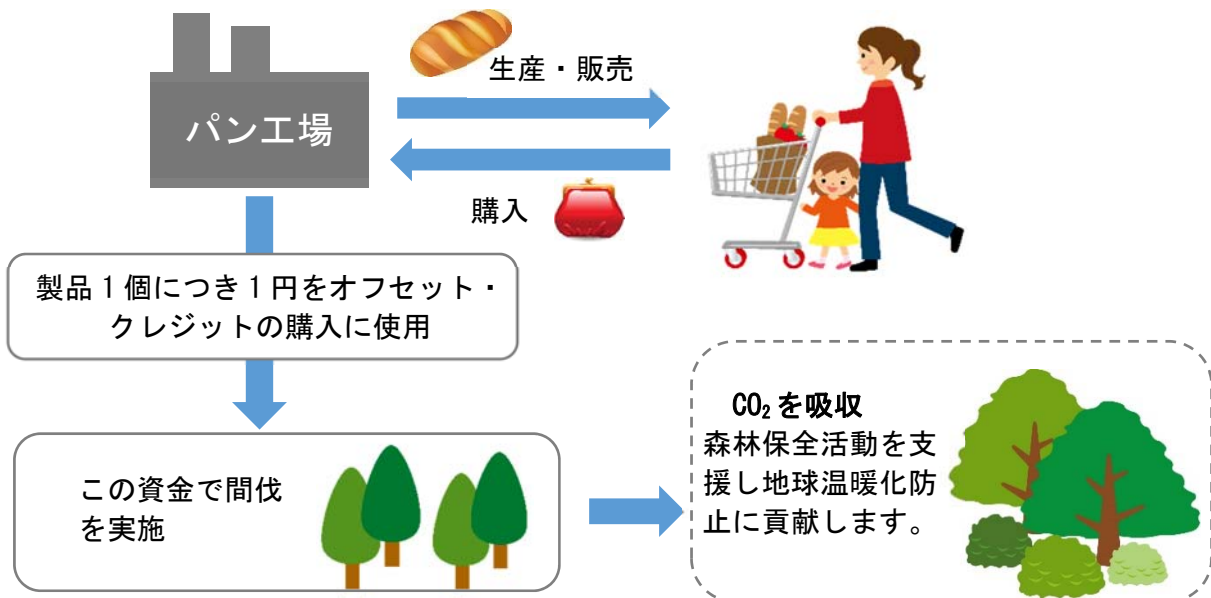 生産・販売
パン工場
購入
製品1個につき1円をオフセット・
クレジットの購入に使用
この資金で間伐
を実施
CO₂を吸収
森林保全活動を支
援し地球温暖化防
止に貢献します。